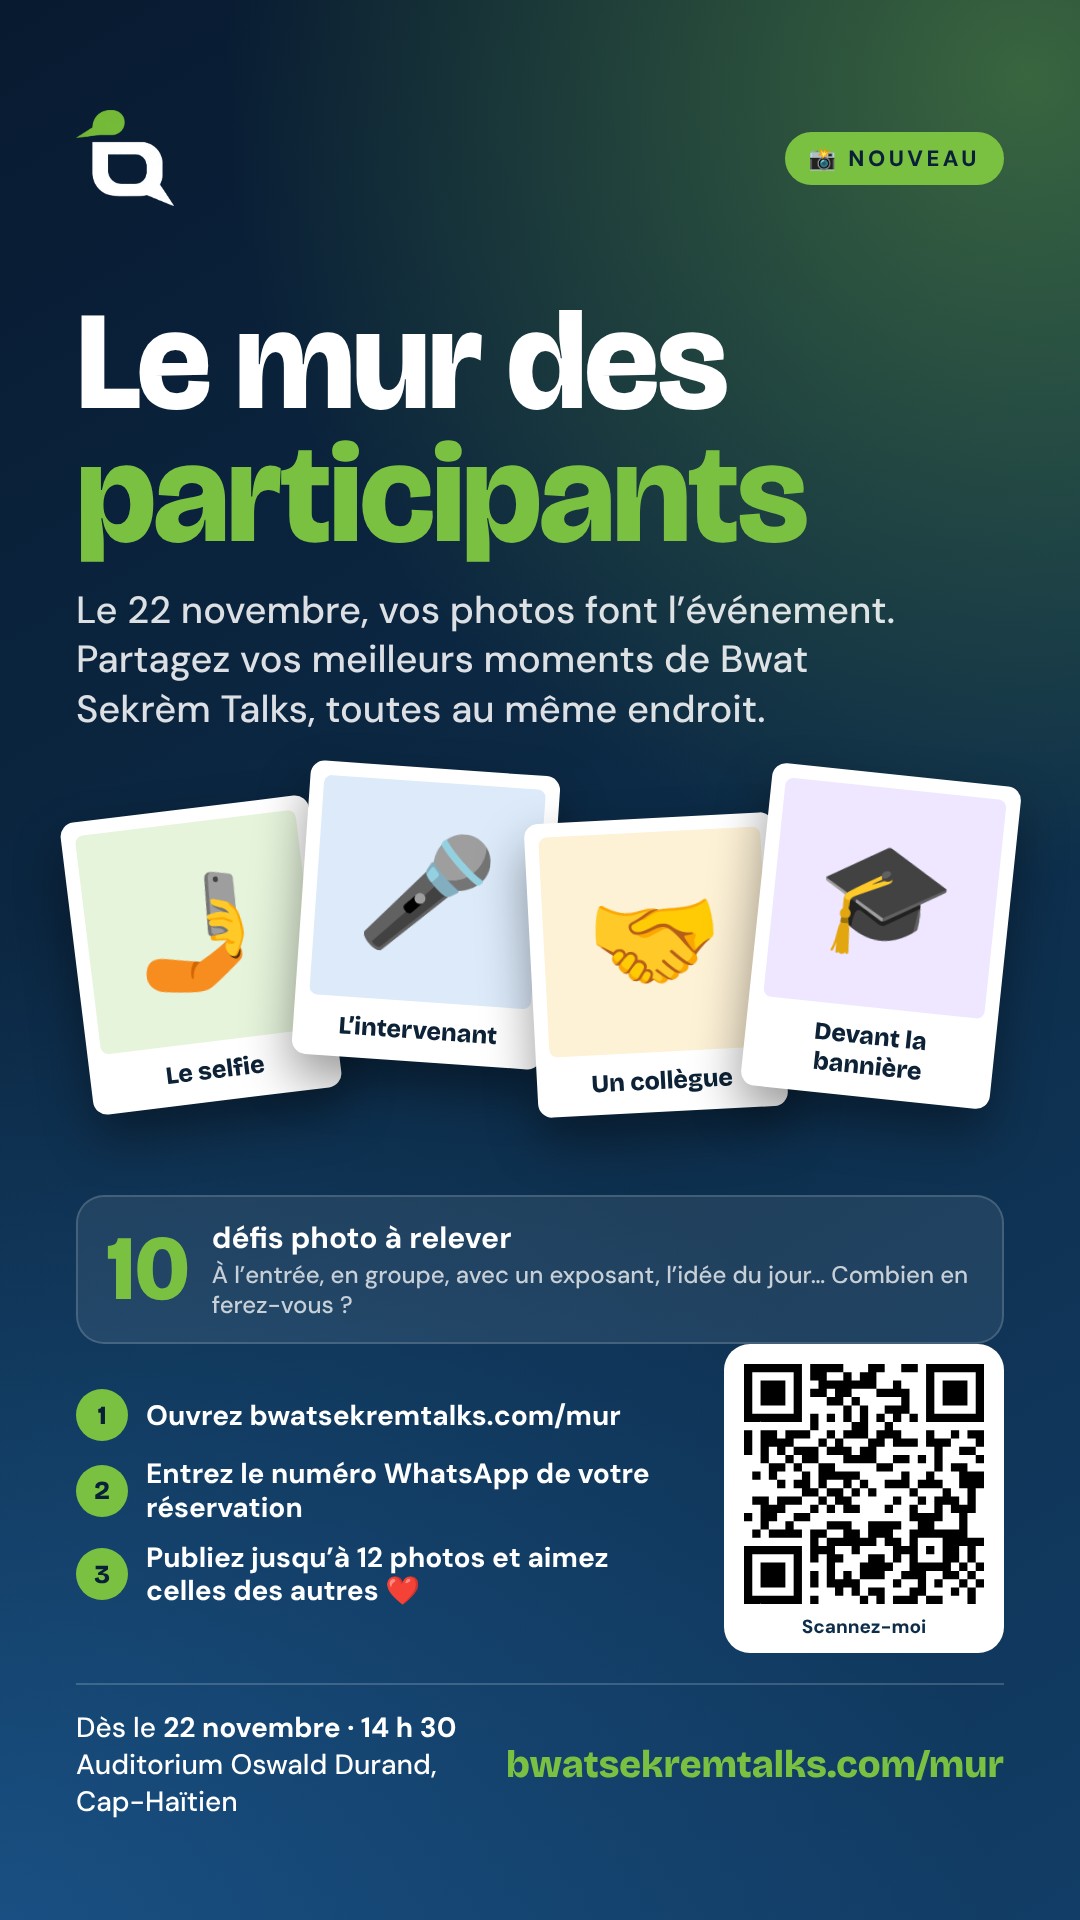 📸 NOUVEAU
Le mur des
participants
Le 22 novembre, vos photos font l’événement.
Partagez vos meilleurs moments de Bwat
Sekrèm Talks, toutes au même endroit.
Le selfie
L’intervenant
Un collègue
Devant la
bannière
10
défis photo à relever
À l’entrée, en groupe, avec un exposant, l’idée du jour… Combien en
ferez-vous ?
1 Ouvrez bwatsekremtalks.com/mur
2 Entrez le numéro WhatsApp de votre
réservation
3 Publiez jusqu’à 12 photos et aimez
celles des autres ❤️
Scannez-moi
Dès le 22 novembre · 14 h 30
Auditorium Oswald Durand,
Cap-Haïtien
bwatsekremtalks.com/mur